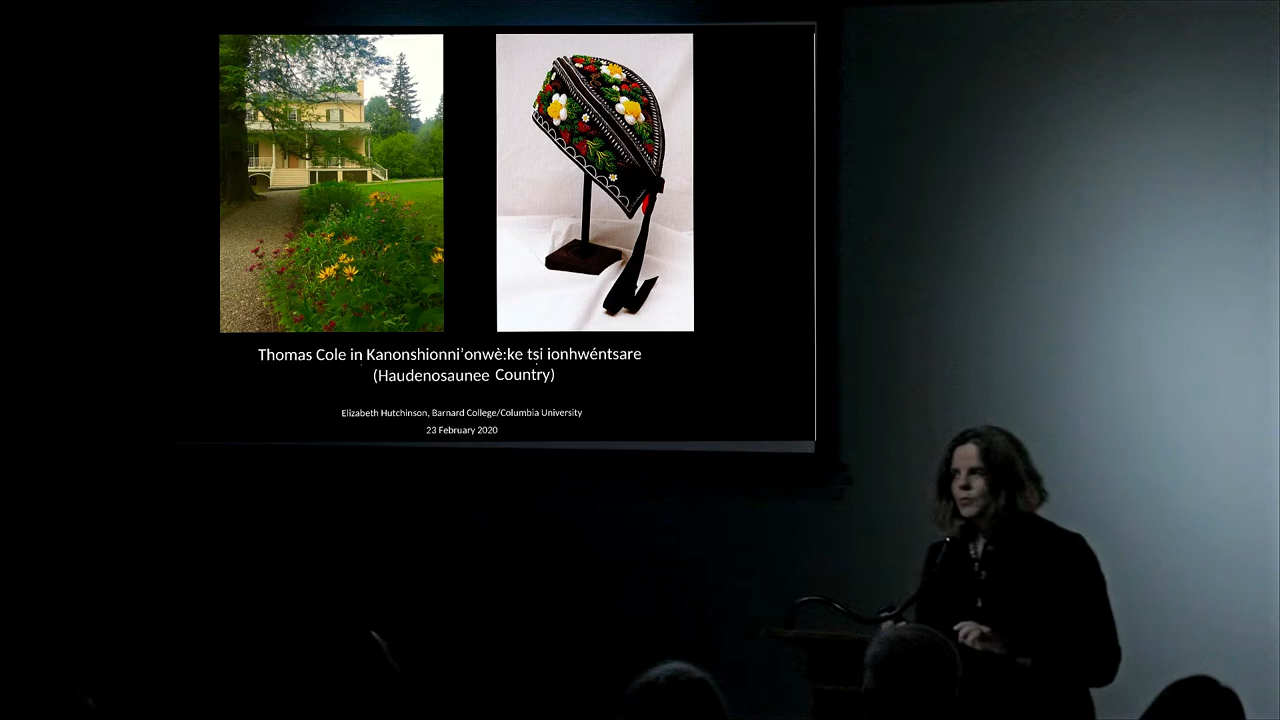 Thomas Cole in Kanonshionni’onwè:ke tsi ionhwéntsare
(Haudenosaunee Country)
Elizabeth Hutchinson, Barnard College/Columbia University
23 February 2020